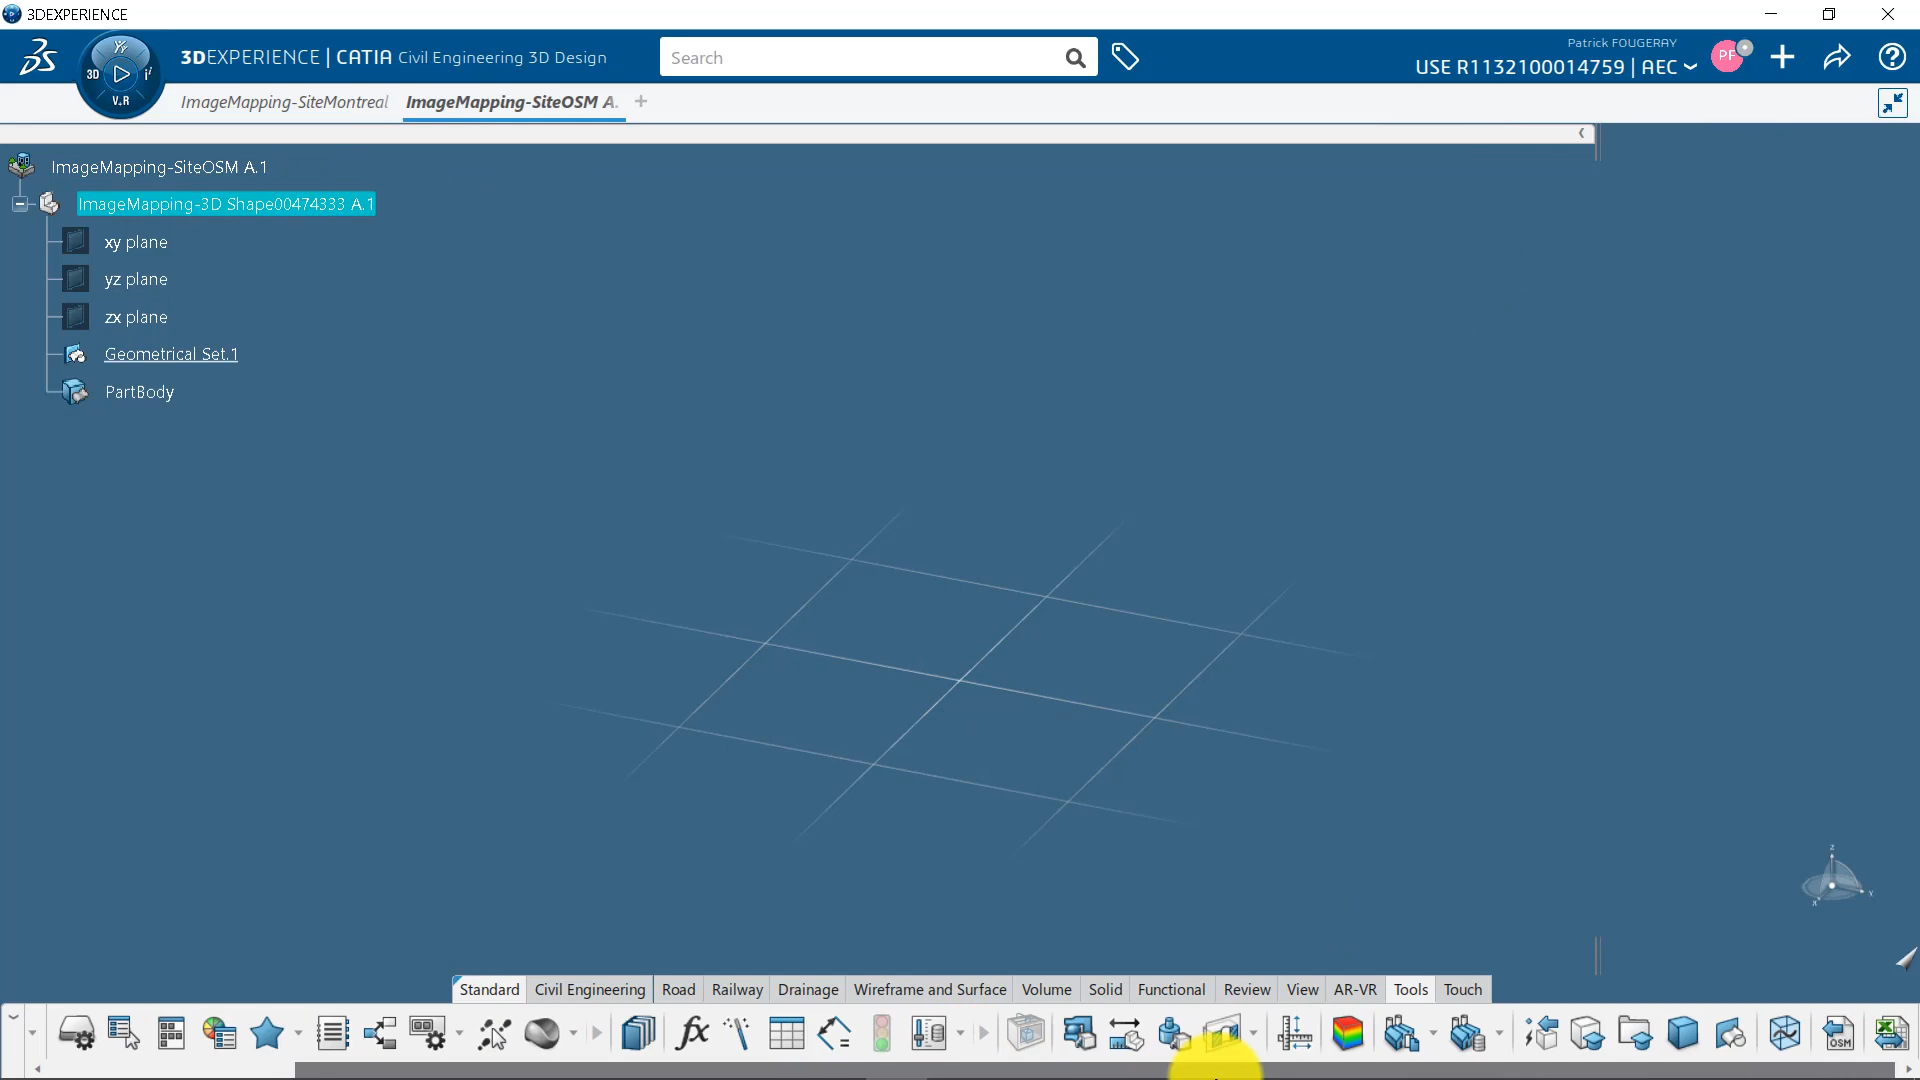 3DEXPERIENCE
3DEXPERIENCE | CATIA Civil Engineering 3D Design
Search
Patrick FOUGERAY
USE R1132100014759 | AEC
PF
3D
V.R
ImageMapping-SiteMontreal
ImageMapping-SiteOSM A.
ImageMapping-SiteOSM A.1
ImageMapping-3D Shape00474333 A.1
xy plane
yz plane
zx plane
Geometrical Set.1
PartBody
Z
Y
X
Standard
Civil Engineering
Road
Railway
Drainage
Wireframe and Surface
Volume
Solid
Functional
Review
View
AR-VR
Tools
Touch
fx
OSM